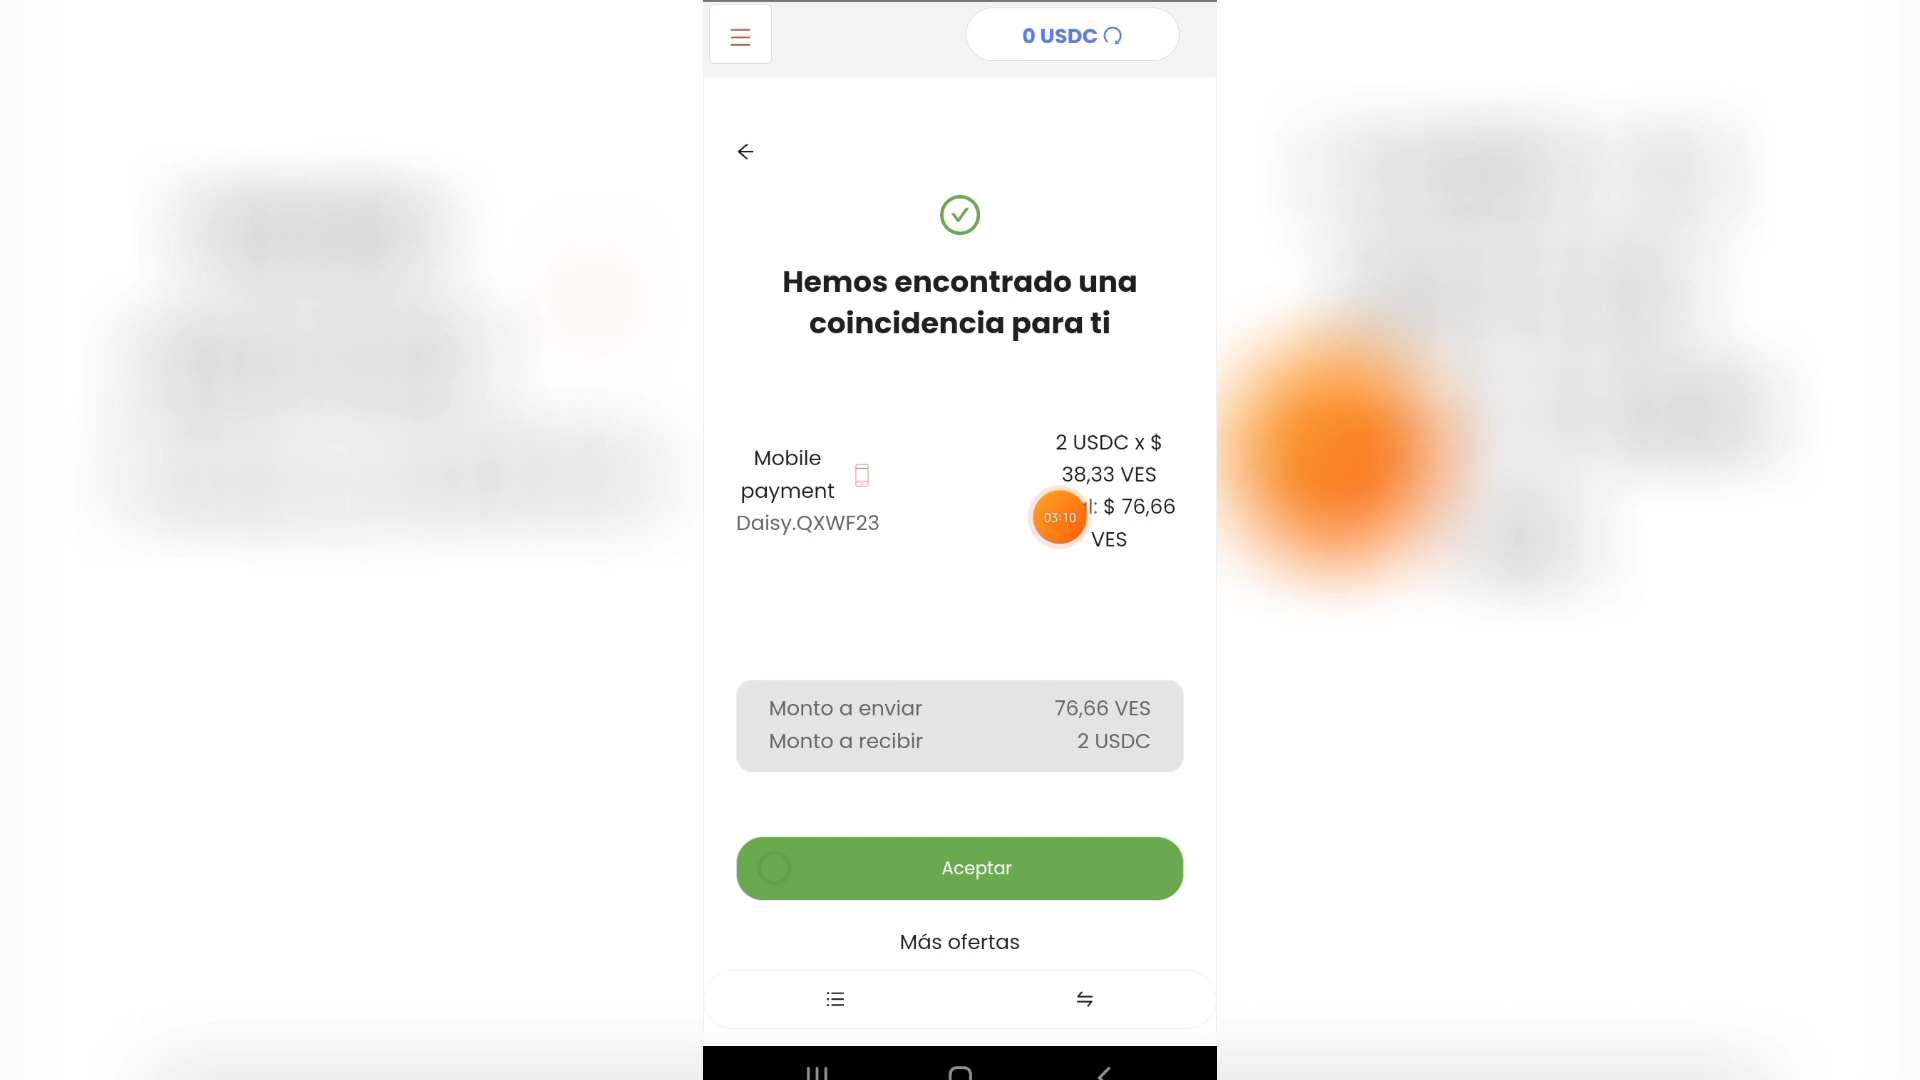 0 USDC
Hemos encontrado una
coincidencia para ti
Mobile
payment
Daisy.QXWF23
2 USDC x $
38,33 VES
$ 76,66
VES
03:10
Monto a enviar 76,66 VES
Monto a recibir 2 USDC
Aceptar
Más ofertas